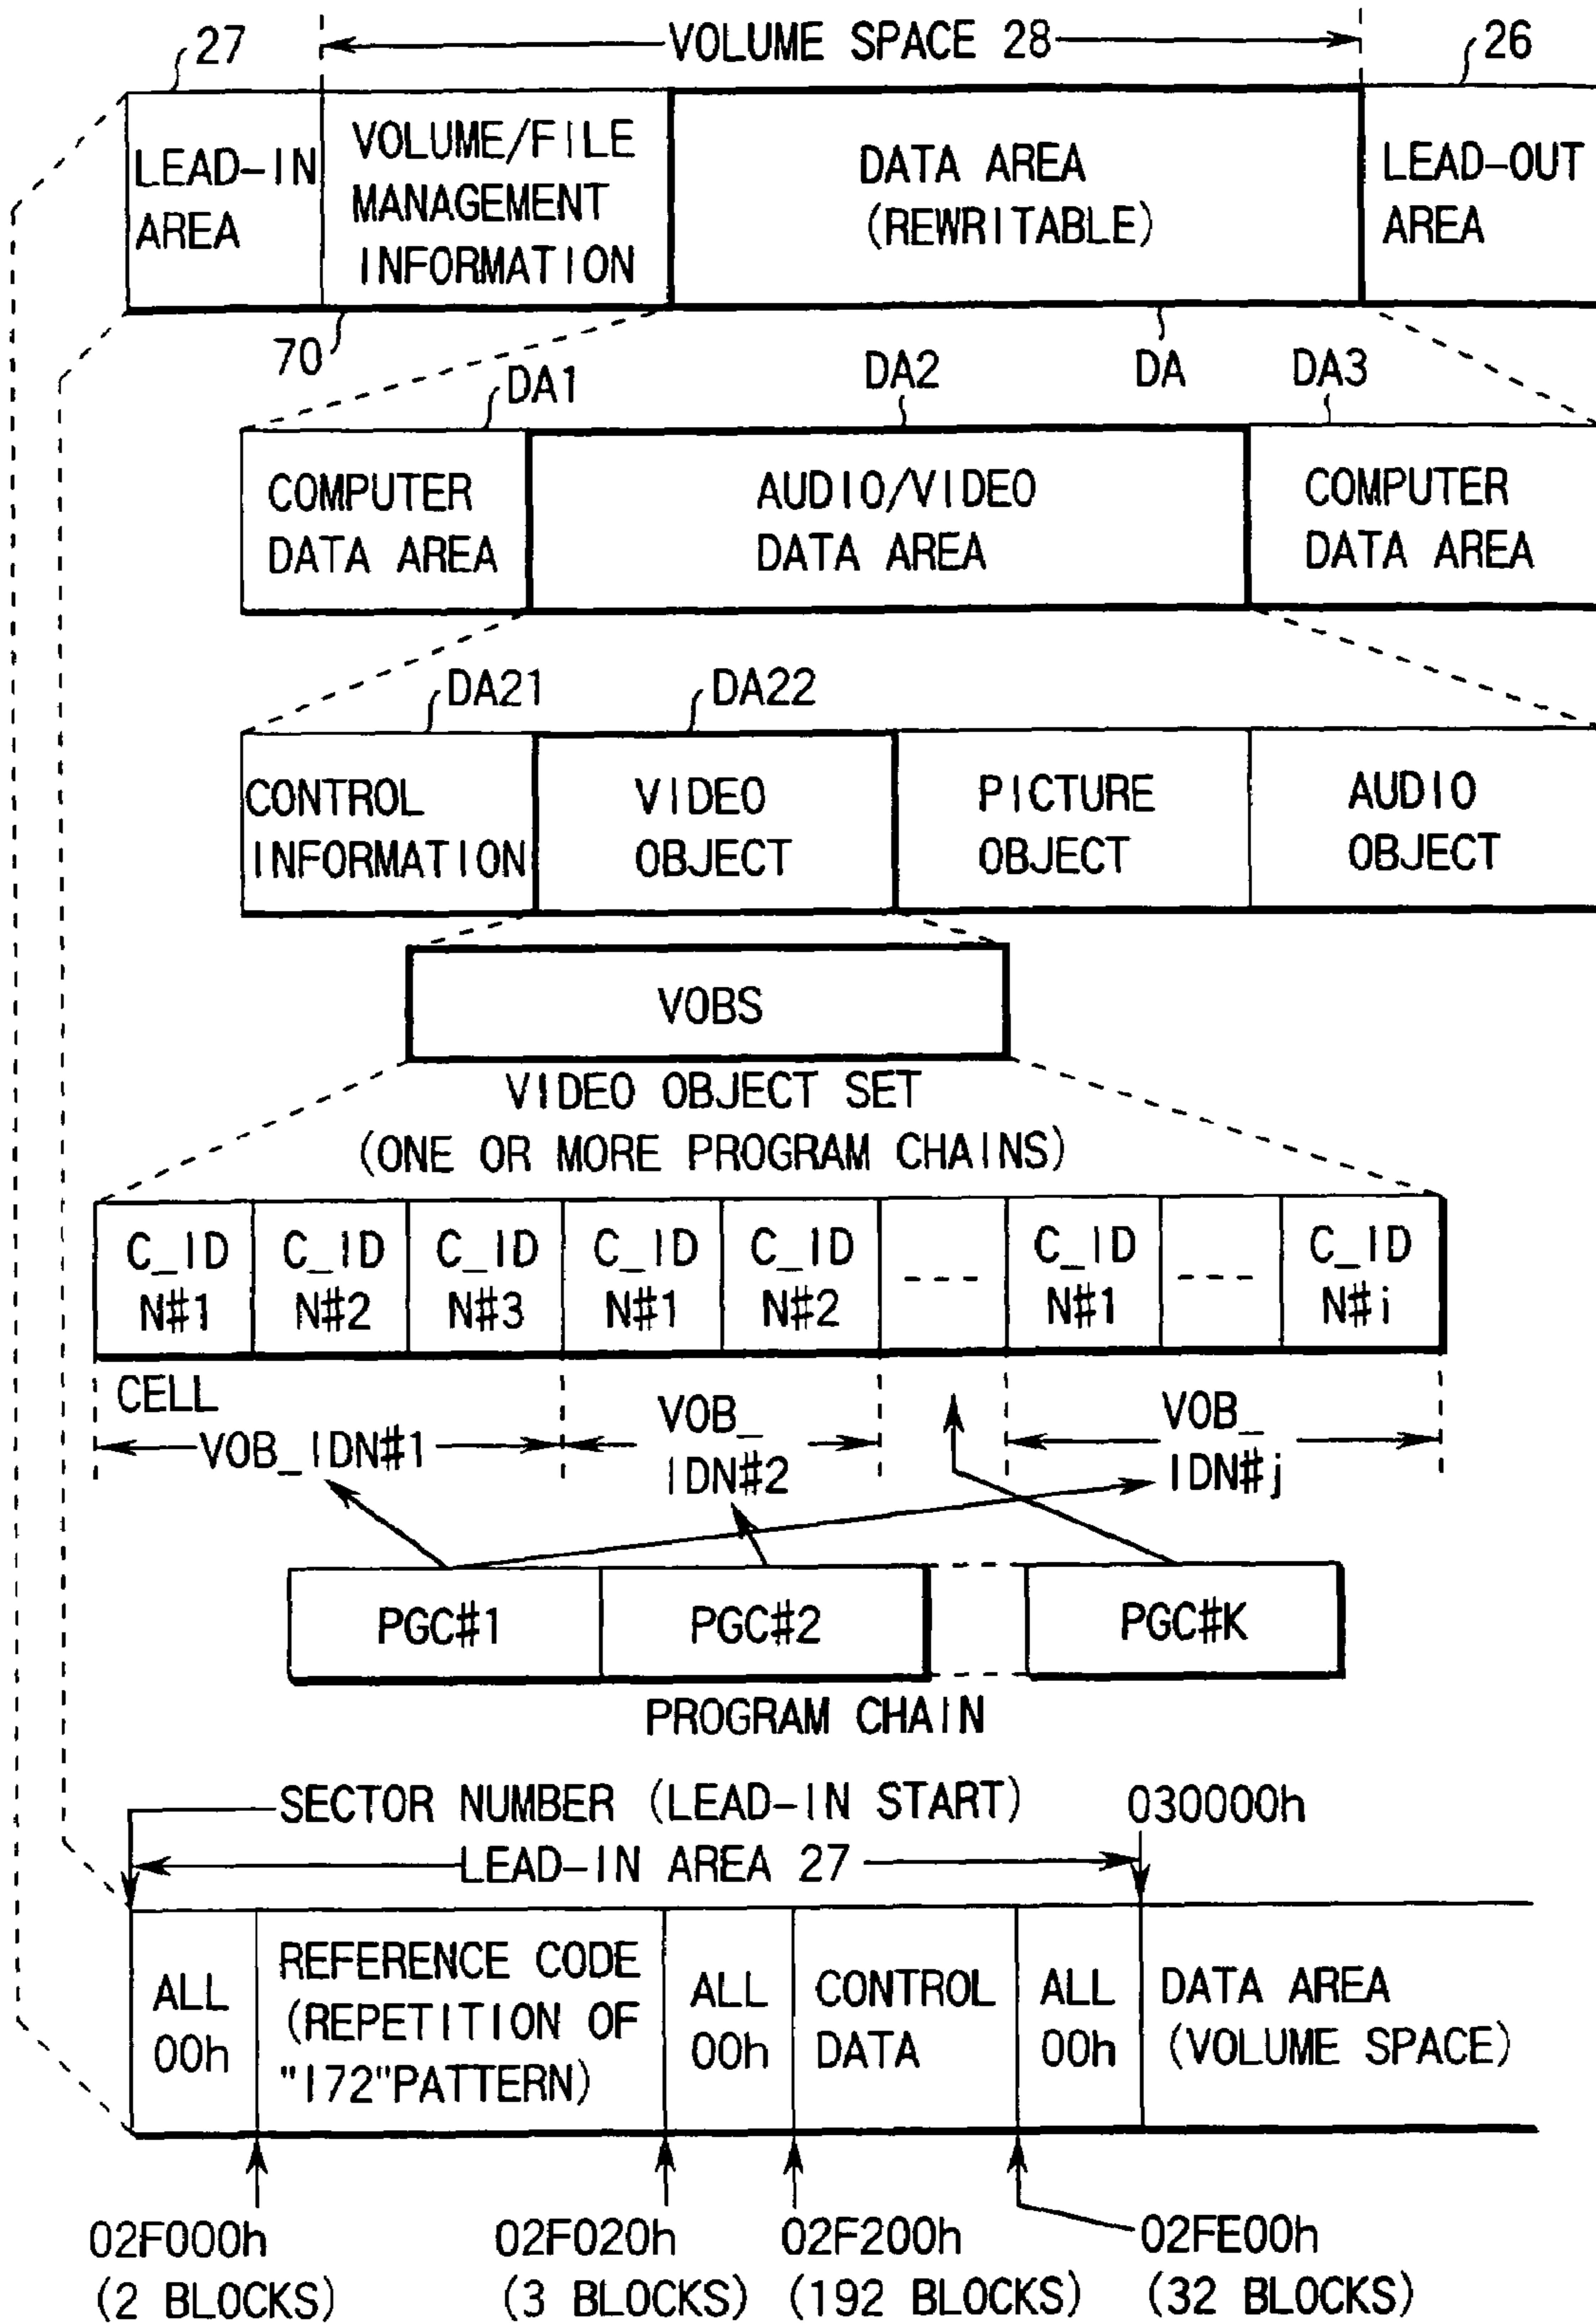 27
VOLUME SPACE 28
26
LEAD-IN
AREA
VOLUME/FILE
MANAGEMENT
INFORMATION
DATA AREA
(REWRITABLE)
LEAD-OUT
AREA
70
DA1
DA2
DA
DA3
COMPUTER
DATA AREA
AUDIO/VIDEO
DATA AREA
COMPUTER
DATA AREA
DA21
DA22
CONTROL
INFORMATION
VIDEO
OBJECT
PICTURE
OBJECT
AUDIO
OBJECT
VOBS
VIDEO OBJECT SET
(ONE OR MORE PROGRAM CHAINS)
C_ID
N#1
C_ID
N#2
C_ID
N#3
C_ID
N#1
C_ID
N#2
----
C_ID
N#1
----
C_ID
N#i
CELL
VOB_IDN#1
VOB_
IDN#2
VOB_
IDN#j
PGC#1
PGC#2
PGC#K
PROGRAM CHAIN
SECTOR NUMBER (LEAD-IN START)
030000h
LEAD-IN AREA 27
ALL
00h
REFERENCE CODE
(REPETITION OF
"172"PATTERN)
ALL
00h
CONTROL
DATA
ALL
00h
DATA AREA
(VOLUME SPACE)
02F000h
(2 BLOCKS)
02F020h
(3 BLOCKS)
02F200h
(192 BLOCKS)
02FE00h
(32 BLOCKS)